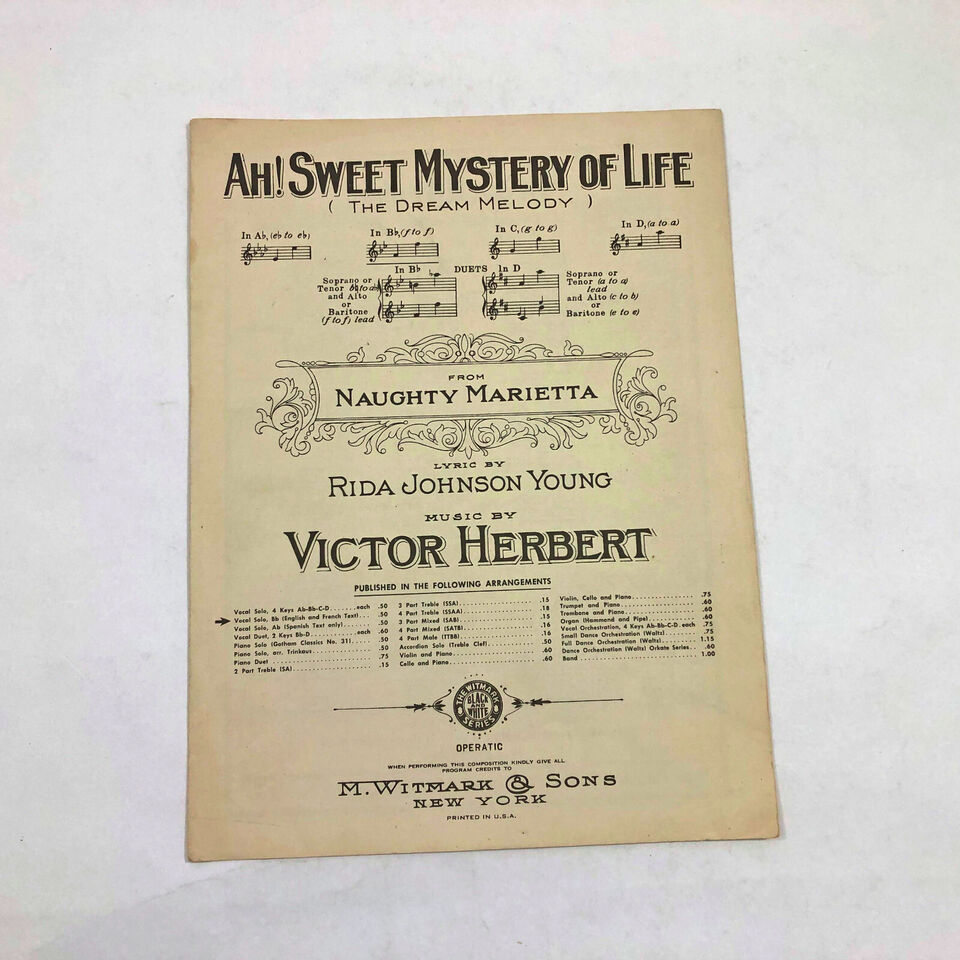 AH! SWEET MYSTERY OF LIFE
( THE DREAM MELODY )
In Ab, (eb to eb)
In Bb, (f to f)
In C, (g to g)
In D, (a to a)
In Bb DUETS In D
Soprano or
Tenor
and Alto
or
Baritone
(f to f) lead
Soprano or
Tenor (a to a)
lead
and Alto (c to b)
or
Baritone (e to e)
FROM
NAUGHTY MARIETTA
LYRIC BY
RIDA JOHNSON YOUNG
MUSIC BY
VICTOR HERBERT
PUBLISHED IN THE FOLLOWING ARRANGEMENTS
Vocal Solo, 4 Keys Ab-Bb-C-D.......each .50
Vocal Solo, Bb (English and French Text)... .50
Vocal Solo, Ab (Spanish Text only)....... .50
Vocal Duet, 2 Keys Bb-D............each .60
Piano Solo (Gotham Classics No. 31)..... .50
Piano Solo, arr. Trinkaus............. .50
Piano Duet ...................... .75
2 Part Treble (SA).................. .15
3 Part Treble (SSA)................. .15
4 Part Treble (SSAA)................ .18
3 Part Mixed (SAB)................. .15
4 Part Mixed (SATB)................ .16
4 Part Male (TTBB)................. .16
Accordion Solo (Treble Clef)........... .50
Violin and Piano................... .60
Cello and Piano................... .60
Violin, Cello and Piano............... .75
Trumpet and Piano................. .60
Trombone and Piano................ .60
Organ (Hammond and Pipe)........... .60
Vocal Orchestration, 4 Keys Ab-Bb-C-D. each .75
Small Dance Orchestration (Waltz)....... .75
Full Dance Orchestration (Waltz)........ 1.15
Dance Orchestration (Waltz) Orkate Series.. .60
Band ........................... 1.00
THE WITMARK
BLACK
AND
WHITE
SERIES
OPERATIC
WHEN PERFORMING THIS COMPOSITION KINDLY GIVE ALL
PROGRAM CREDITS TO
M. WITMARK & SONS
NEW YORK
PRINTED IN U.S.A.